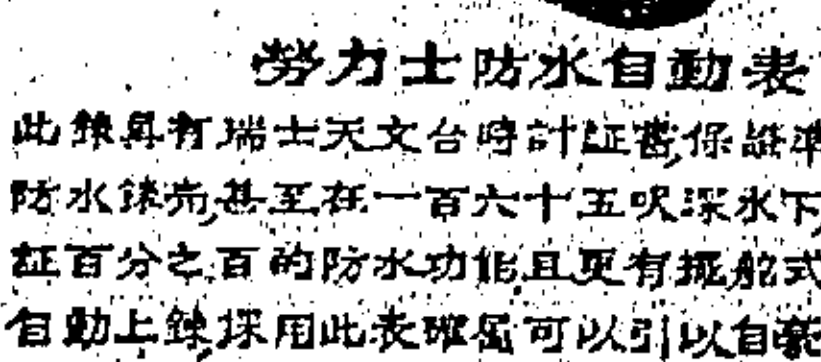 勞力士防水自動表
此錶具有瑞士天文台時計証書,保證準
防水錶壳,甚至在一百六十五呎深水下,
証百分之百的防水功能,且更有擺舵式
自動上鍊,採用此表確屬可以引以自豪